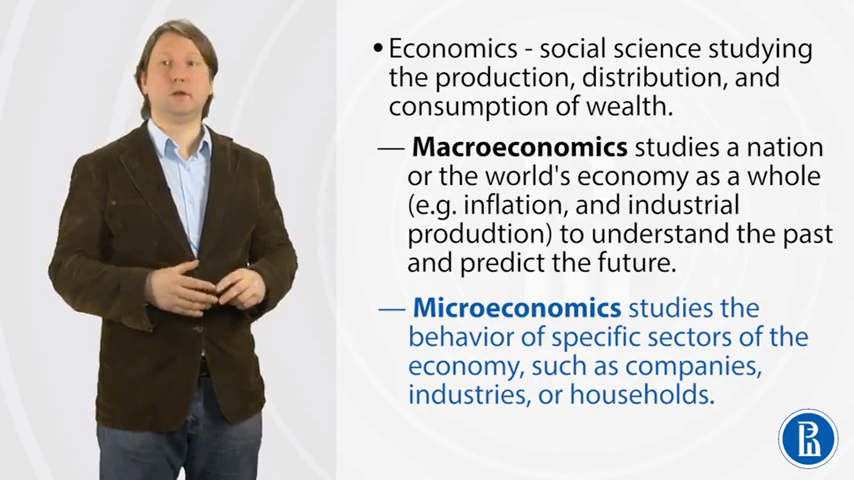 • Economics - social science studying
the production, distribution, and
consumption of wealth.
— Macroeconomics studies a nation
or the world's economy as a whole
(e.g. inflation, and industrial
produdtion) to understand the past
and predict the future.
— Microeconomics studies the
behavior of specific sectors of the
economy, such as companies,
industries, or households.